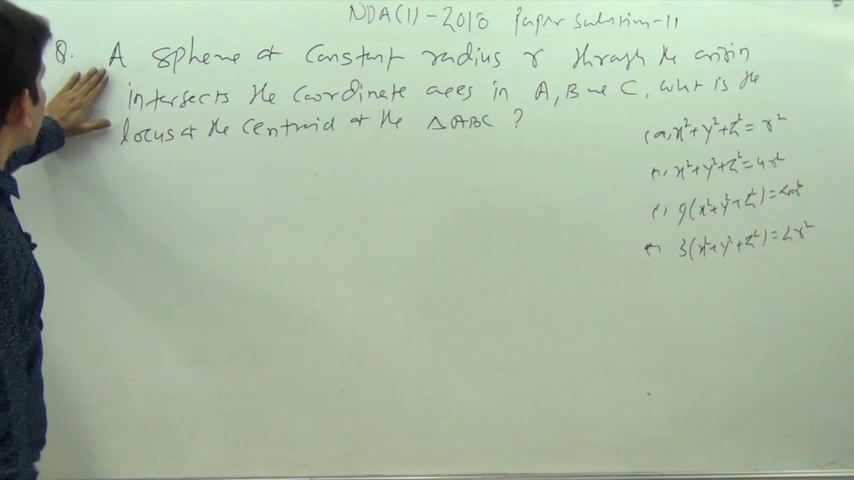 NDA(1)-2018 Paper solution-11
Q. A sphere of constant radius r through the origin
intersects the coordinate axes in A, B and C, what is the
locus of the centroid of the △ABC ?
(a) x²+y²+z²=r²
x²+y²+z²=4r²
9(x²+y²+z²)=4r²
3(x²+y²+z²)=2r²